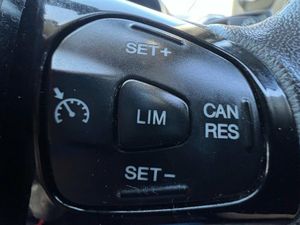 SET+
LIM
CAN
RES
SET-